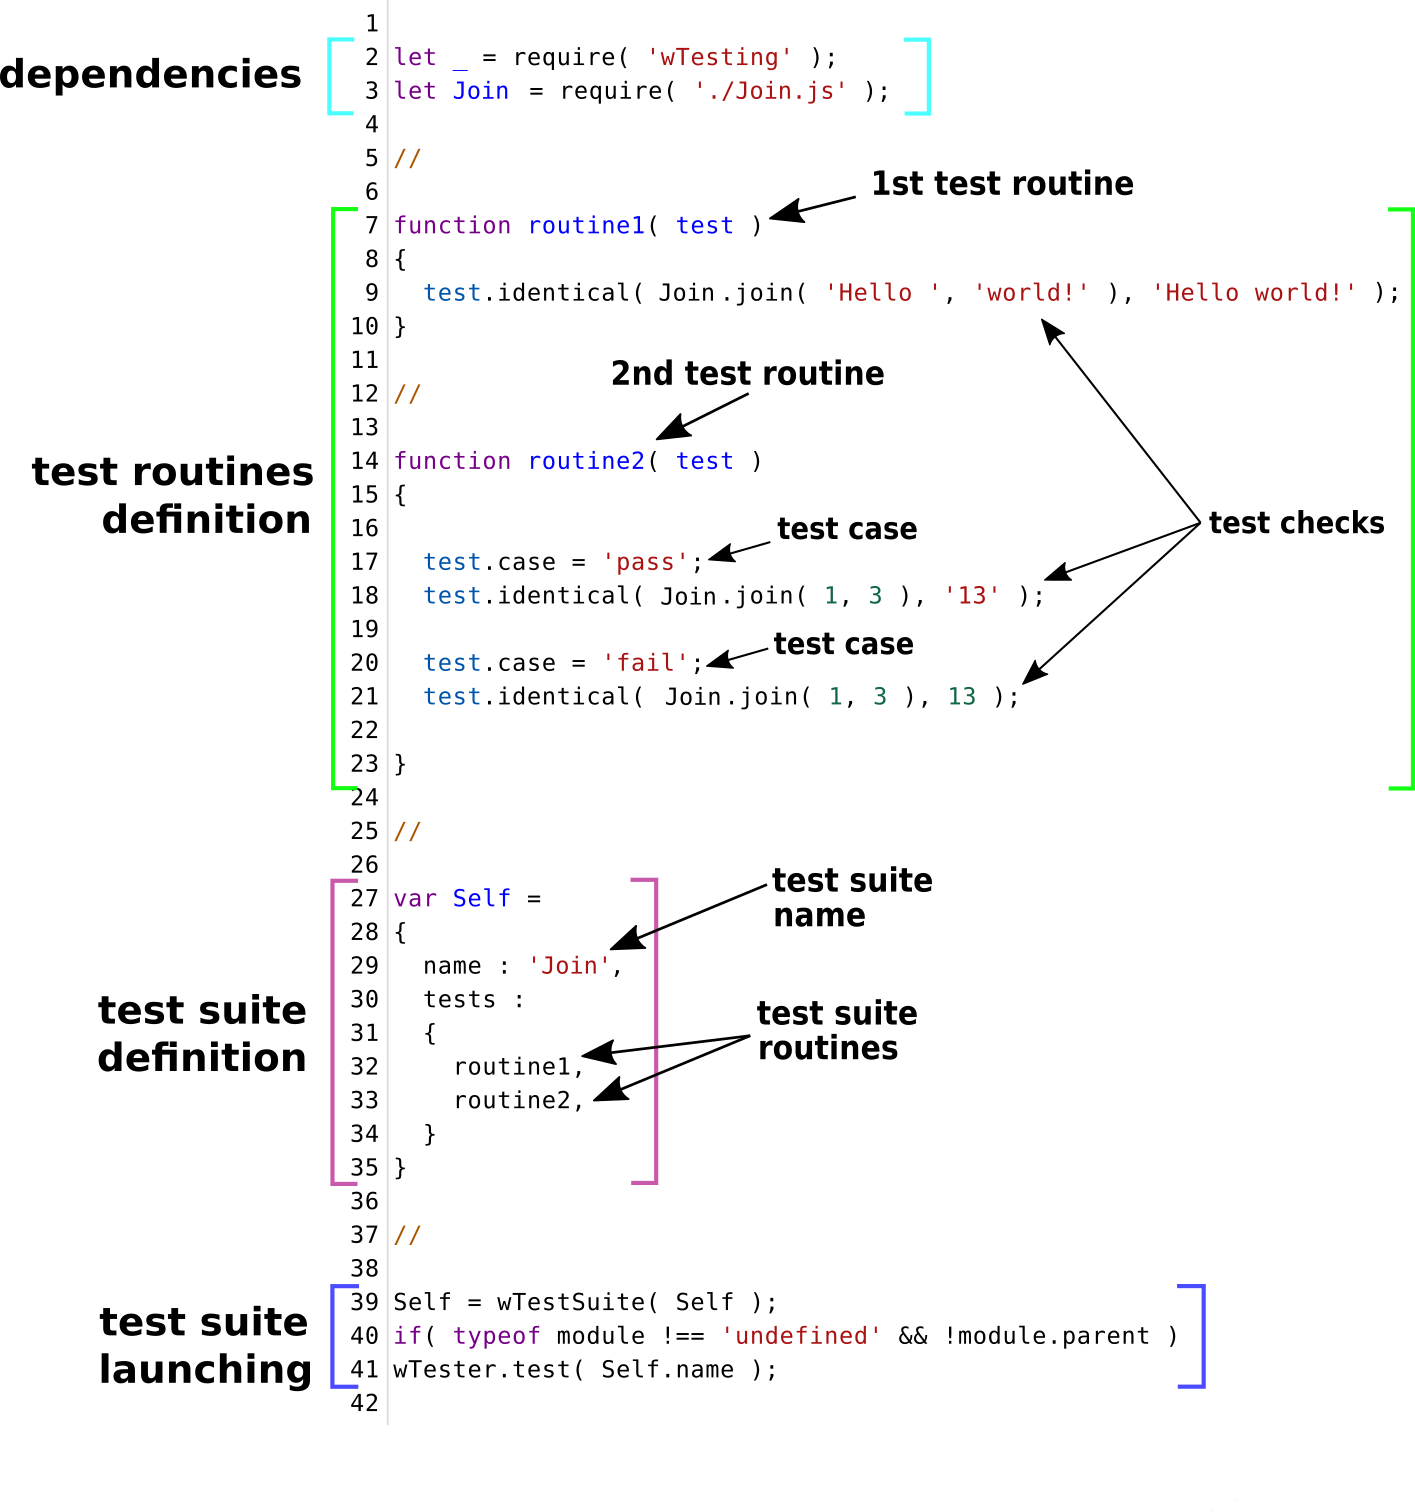 1
dependencies
2 let _ = require( 'wTesting' );
3 let Join = require( './Join.js' );
4
5 //
6
1st test routine
7 function routine1( test )
8 {
9 test.identical( Join.join( 'Hello ', 'world!' ), 'Hello world!' );
10 }
11
2nd test routine
12 //
13
test routines
definition
14 function routine2( test )
15 {
16
test case
test checks
17 test.case = 'pass';
18 test.identical( Join.join( 1, 3 ), '13' );
19
test case
20 test.case = 'fail';
21 test.identical( Join.join( 1, 3 ), 13 );
22
23 }
24
25 //
26
test suite
name
27 var Self =
28 {
29 name : 'Join',
30 tests :
test suite
definition
test suite
routines
31 {
32 routine1,
33 routine2,
34 }
35 }
36
37 //
38
test suite
launching
39 Self = wTestSuite( Self );
40 if( typeof module !== 'undefined' && !module.parent )
41 wTester.test( Self.name );
42